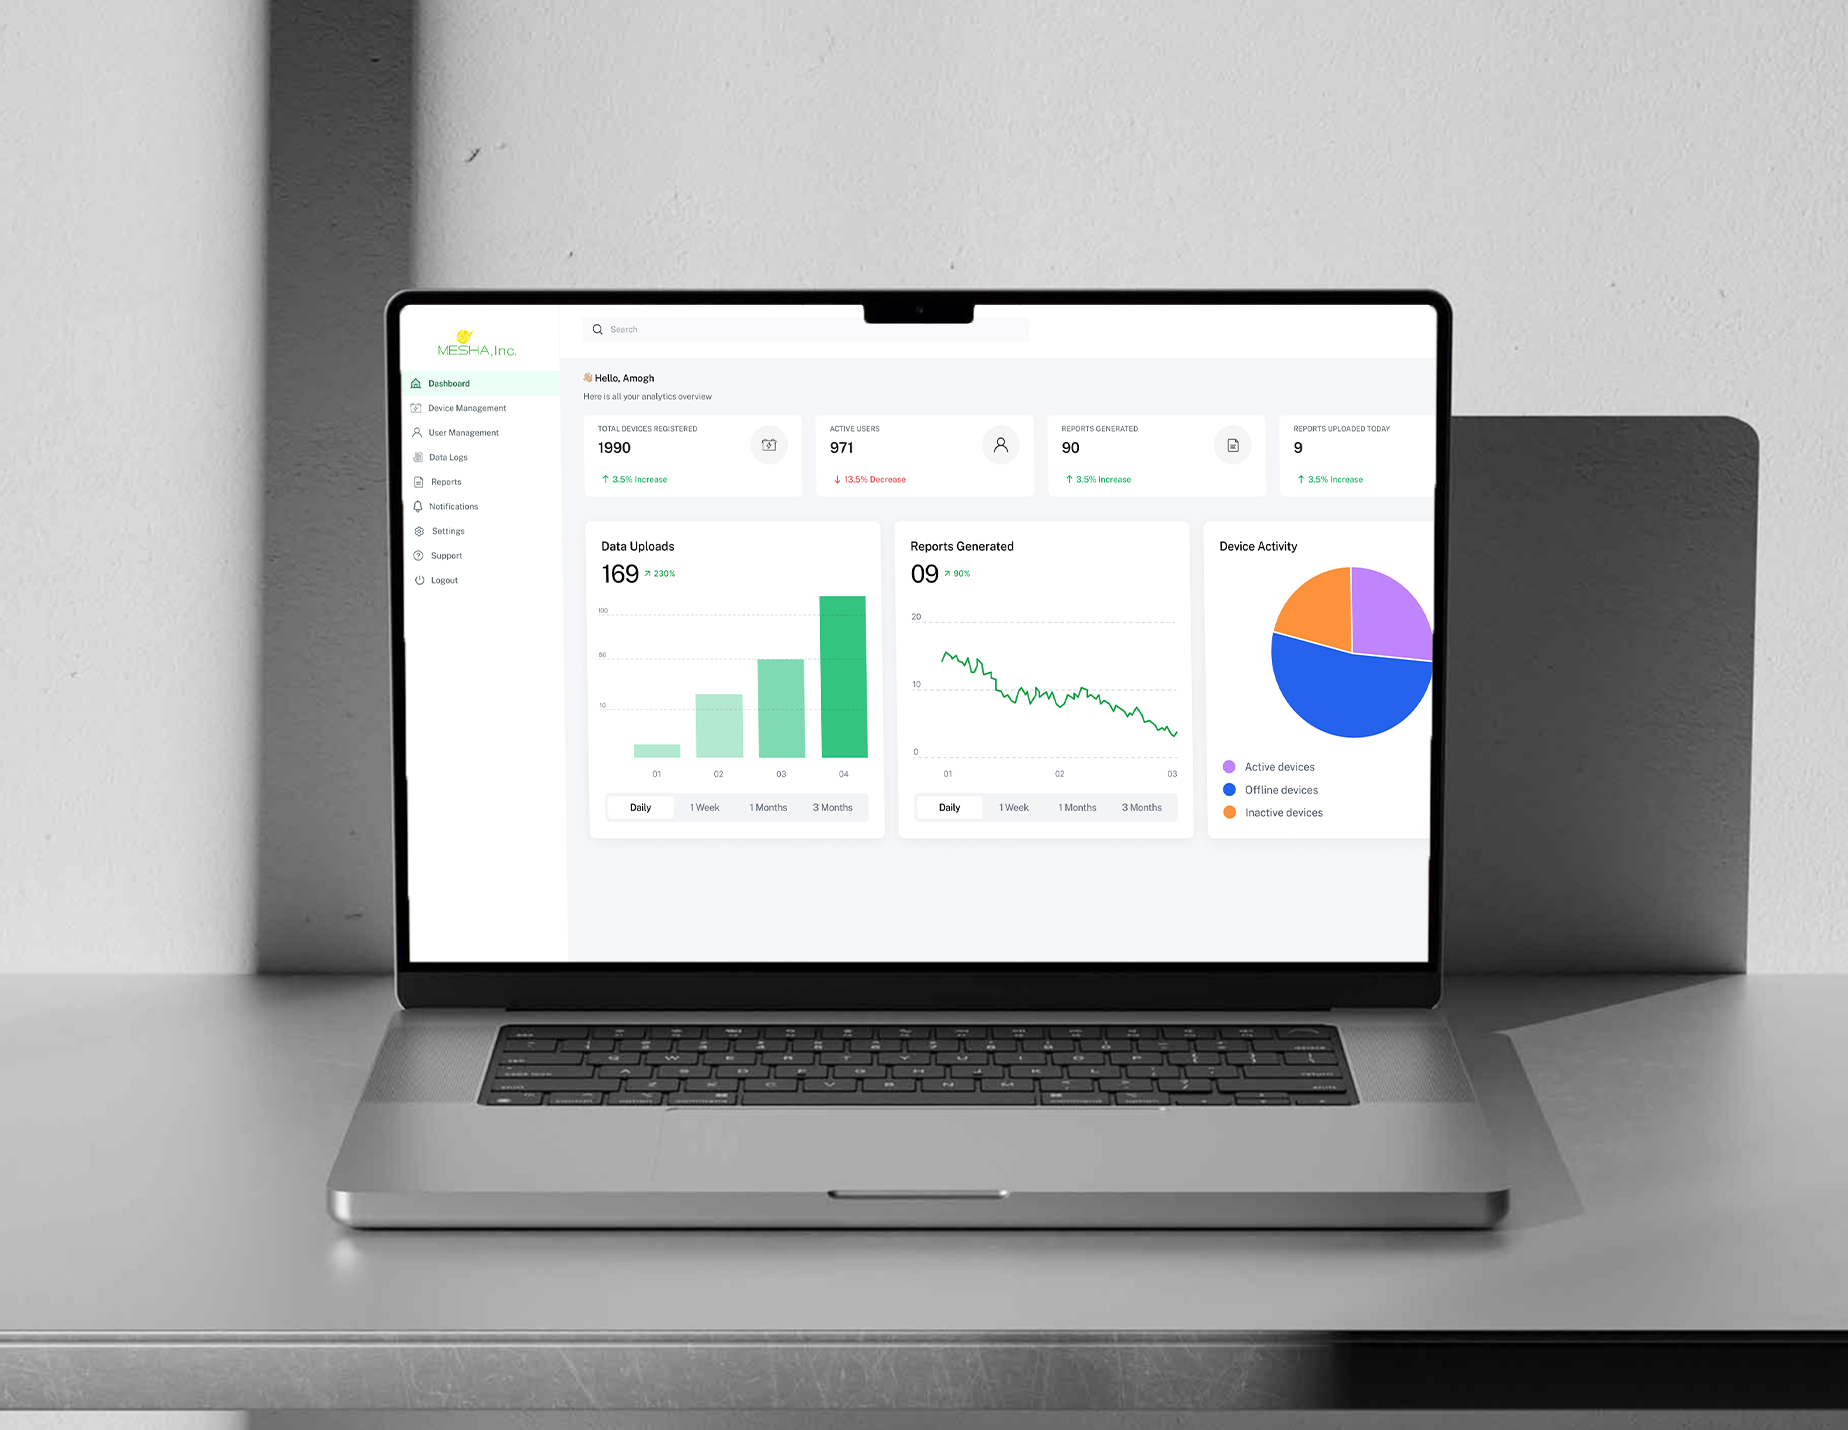 MESHA, Inc.
Search
Dashboard
Device Management
User Management
Data Logs
Reports
Notifications
Settings
Support
Logout
👋🏼 Hello, Amogh
Here is all your analytics overview
TOTAL DEVICES REGISTERED
1990
↑ 3.5% Increase
ACTIVE USERS
971
↓ 13.5% Decrease
REPORTS GENERATED
90
↑ 3.5% Increase
REPORTS UPLOADED TODAY
9
↑ 3.5% Increase
Data Uploads
169 ↗ 230%
100
50
10
01 02 03 04
Daily 1 Week 1 Months 3 Months
Reports Generated
09 ↗ 90%
20
10
0
01 02 03
Daily 1 Week 1 Months 3 Months
Device Activity
Active devices
Offline devices
Inactive devices